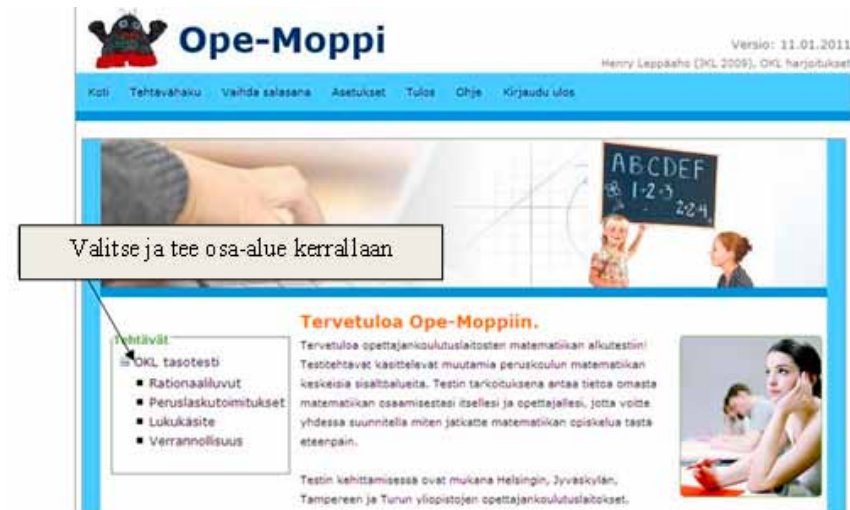 Ope-Moppi
Versio: 11.01.2011
Henry Leppäaho (JKL 2009), OKL harjoitukset
Koti Tehtävähaku Vaihda salasana Asetukset Tulos Ohje Kirjaudu ulos
ABCDEF
1·2·3
2·2·4
Valitse ja tee osa-alue kerrallaan
Tehtävät
OKL tasotesti
Rationaaliluvut
Peruslaskutoimitukset
Lukukäsite
Verrannollisuus
Tervetuloa Ope-Moppiin.
Tervetuloa opettajankoulutuslaitosten matematiikan alkutestiin!
Testitehtävät käsittelevät muutamia peruskoulun matematiikan
keskeisiä sisältöalueita. Testin tarkoituksena antaa tietoa omasta
matematiikan osaamisestasi itsellesi ja opettajallesi, jotta voitte
yhdessä suunnitella miten jatkatte matematiikan opiskelua tästä
eteenpäin.
Testin kehittämisessä ovat mukana Helsingin, Jyväskylän,
Tampereen ja Turun yliopistojen opettajankoulutuslaitokset.